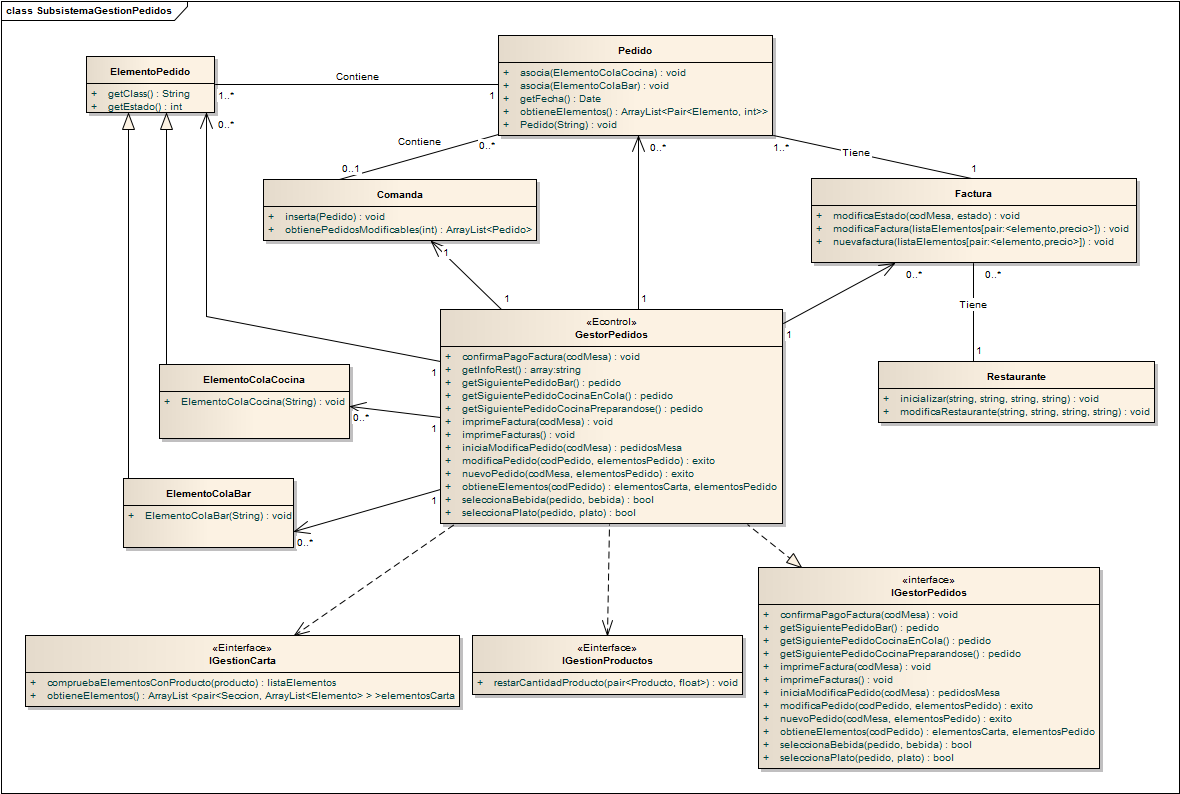 class SubsistemaGestionPedidos
ElementoPedido
+ getClass() : String
+ getEstado() : int
Contiene
1..*
1
0..*
Pedido
+ asocia(ElementoColaCocina) : void
+ asocia(ElementoColaBar) : void
+ getFecha() : Date
+ obtieneElementos() : ArrayList<Pair<Elemento, int>>
+ Pedido(String) : void
Contiene
0..*
0..1
0..*
1..*
Tiene
1
Comanda
+ inserta(Pedido) : void
+ obtienePedidosModificables(int) : ArrayList<Pedido>
1
1
1
Factura
+ modificaEstado(codMesa, estado) : void
+ modificaFactura(listaElementos[pair:<elemento,precio>]) : void
+ nuevafactura(listaElementos[pair:<elemento,precio>]) : void
0..*
0..*
Tiene
1
1
Restaurante
+ inicializar(string, string, string, string) : void
+ modificaRestaurante(string, string, string, string) : void
«Econtrol»
GestorPedidos
+ confirmaPagoFactura(codMesa) : void
+ getInfoRest() : array:string
+ getSiguientePedidoBar() : pedido
+ getSiguientePedidoCocinaEnCola() : pedido
+ getSiguientePedidoCocinaPreparandose() : pedido
+ imprimeFactura(codMesa) : void
+ imprimeFacturas() : void
+ iniciaModificaPedido(codMesa) : pedidosMesa
+ modificaPedido(codPedido, elementosPedido) : exito
+ nuevoPedido(codMesa, elementosPedido) : exito
+ obtieneElementos(codPedido) : elementosCarta, elementosPedido
+ seleccionaBebida(pedido, bebida) : bool
+ seleccionaPlato(pedido, plato) : bool
1
ElementoColaCocina
+ ElementoColaCocina(String) : void
0..*
1
ElementoColaBar
+ ElementoColaBar(String) : void
1
0..*
«Einterface»
IGestionCarta
+ compruebaElementosConProducto(producto) : listaElementos
+ obtieneElementos() : ArrayList <pair<Seccion, ArrayList<Elemento> > >elementosCarta
«Einterface»
IGestionProductos
+ restarCantidadProducto(pair<Producto, float>) : void
«interface»
IGestorPedidos
+ confirmaPagoFactura(codMesa) : void
+ getSiguientePedidoBar() : pedido
+ getSiguientePedidoCocinaEnCola() : pedido
+ getSiguientePedidoCocinaPreparandose() : pedido
+ imprimeFactura(codMesa) : void
+ imprimeFacturas() : void
+ iniciaModificaPedido(codMesa) : pedidosMesa
+ modificaPedido(codPedido, elementosPedido) : exito
+ nuevoPedido(codMesa, elementosPedido) : exito
+ obtieneElementos(codPedido) : elementosCarta, elementosPedido
+ seleccionaBebida(pedido, bebida) : bool
+ seleccionaPlato(pedido, plato) : bool